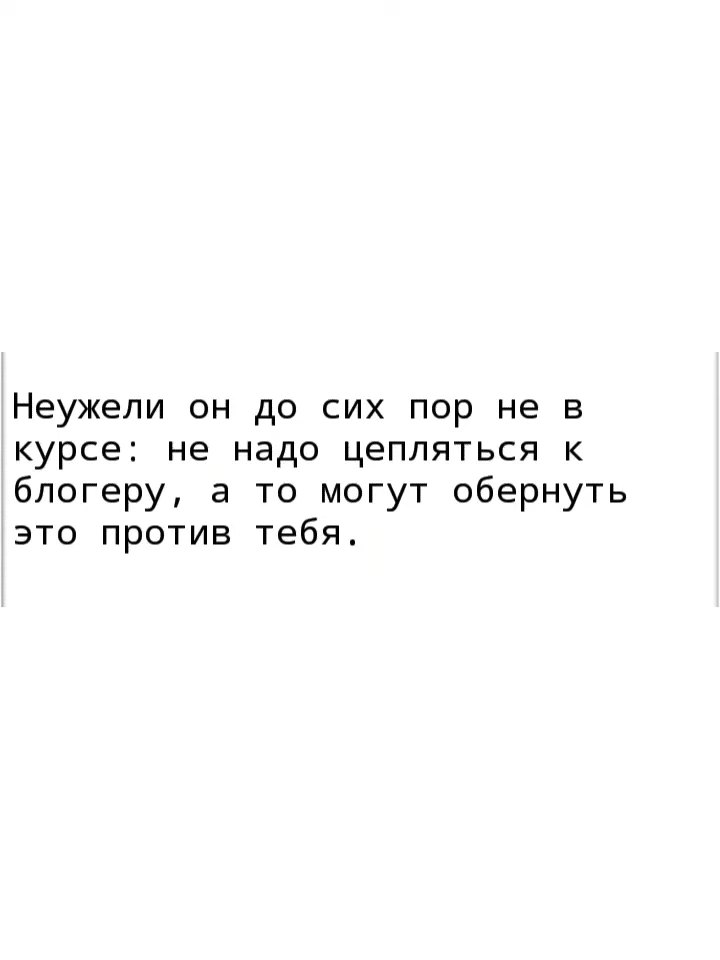 Неужели он до сих пор не в
курсе: не надо цепляться к
блогеру, а то могут обернуть
это против тебя.